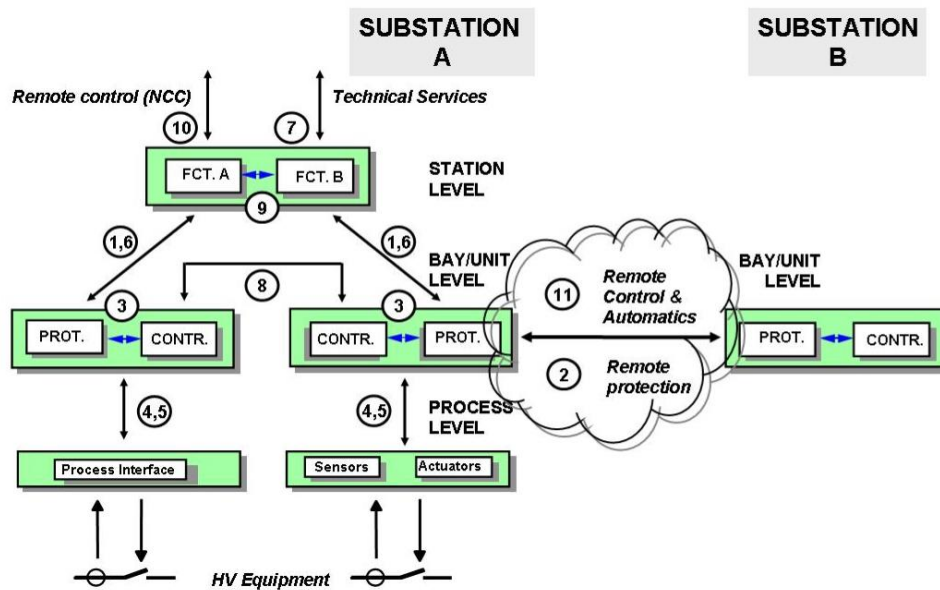 SUBSTATION
A
SUBSTATION
B
Remote control (NCC)
Technical Services
10
7
FCT. A
FCT. B
STATION
LEVEL
9
1,6
1,6
BAY/UNIT
LEVEL
BAY/UNIT
LEVEL
8
11
Remote
Control &
Automatics
3
3
PROT.
CONTR.
CONTR.
PROT.
PROT.
CONTR.
2
Remote
protection
4,5
4,5
PROCESS
LEVEL
Process Interface
Sensors
Actuators
HV Equipment